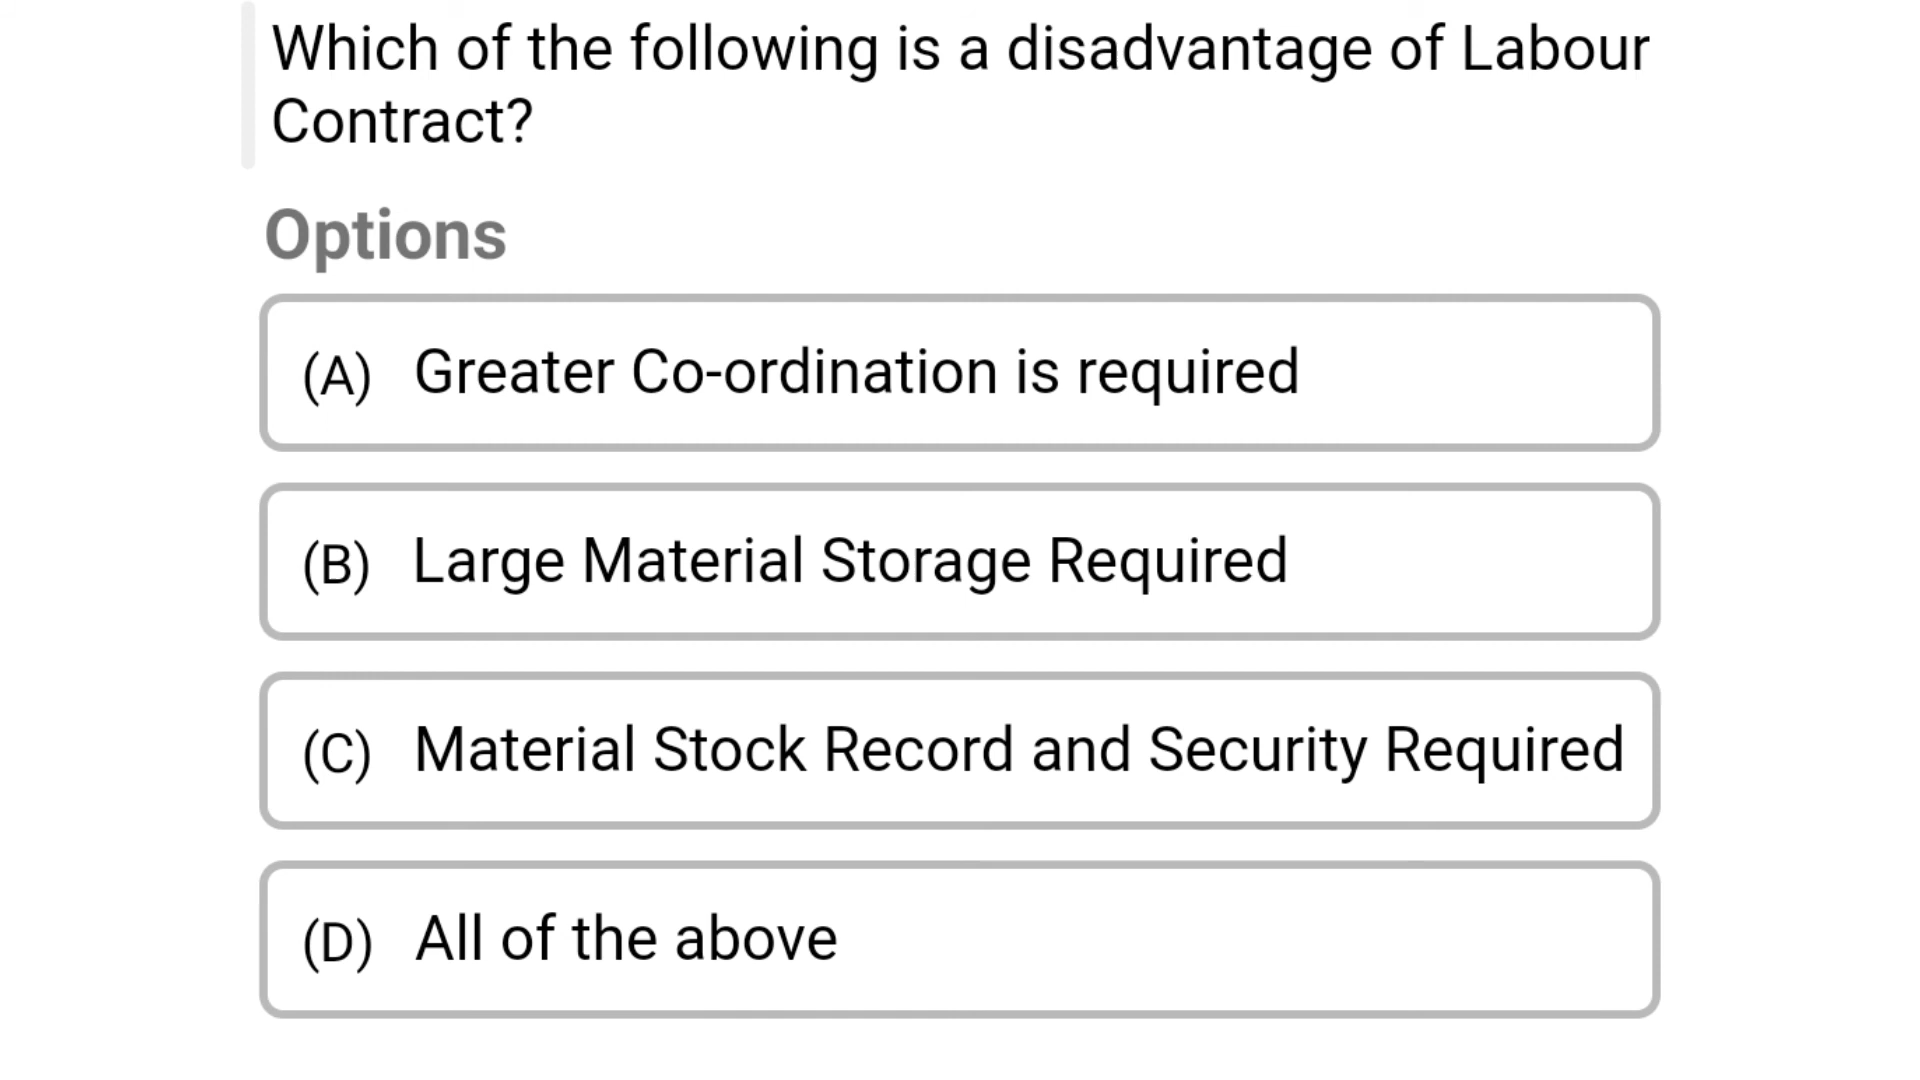 Which of the following is a disadvantage of Labour
Contract?
Options
(A) Greater Co-ordination is required
(B) Large Material Storage Required
(C) Material Stock Record and Security Required
(D) All of the above